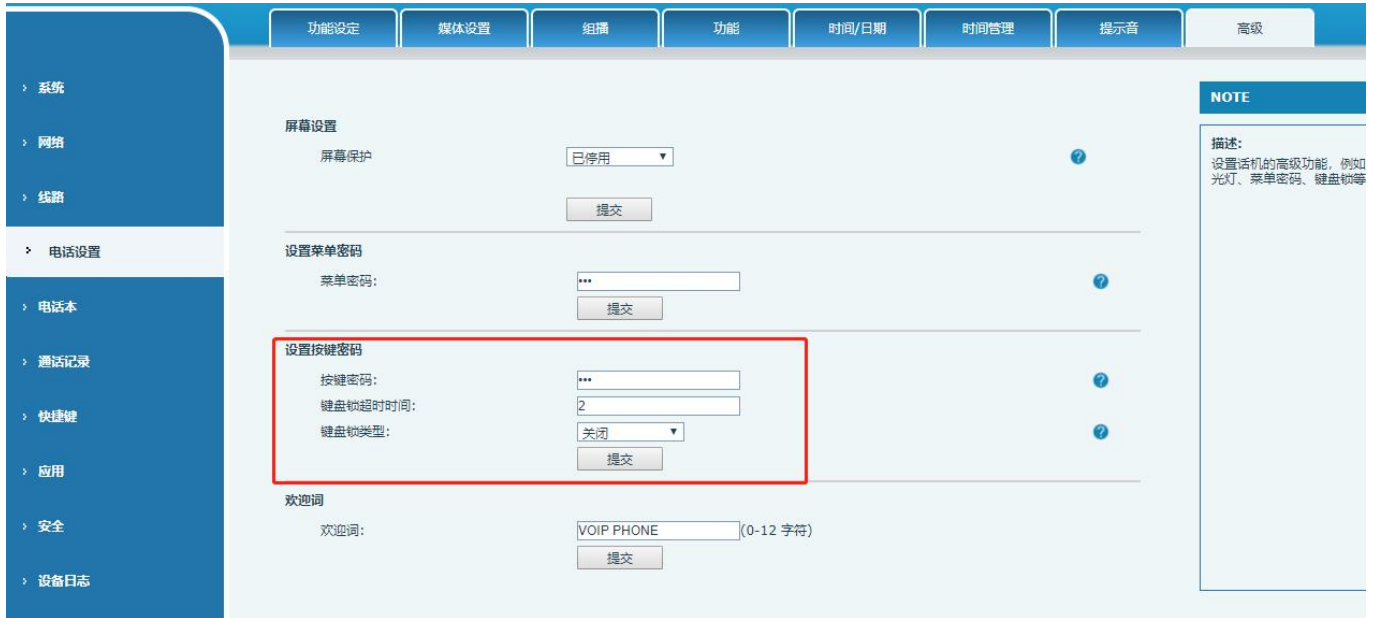 功能设定 媒体设置 组播 功能 时间/日期 时间管理 提示音 高级
系统
网络
线路
电话设置
电话本
通话记录
快捷键
应用
安全
设备日志
屏幕设置
屏幕保护 已停用
提交
设置菜单密码
菜单密码: •••
提交
设置按键密码
按键密码: •••
键盘锁超时时间: 2
键盘锁类型: 关闭
提交
欢迎词
欢迎词: VOIP PHONE (0-12 字符)
提交
NOTE
描述:
设置话机的高级功能, 例如
光灯、菜单密码、键盘锁等